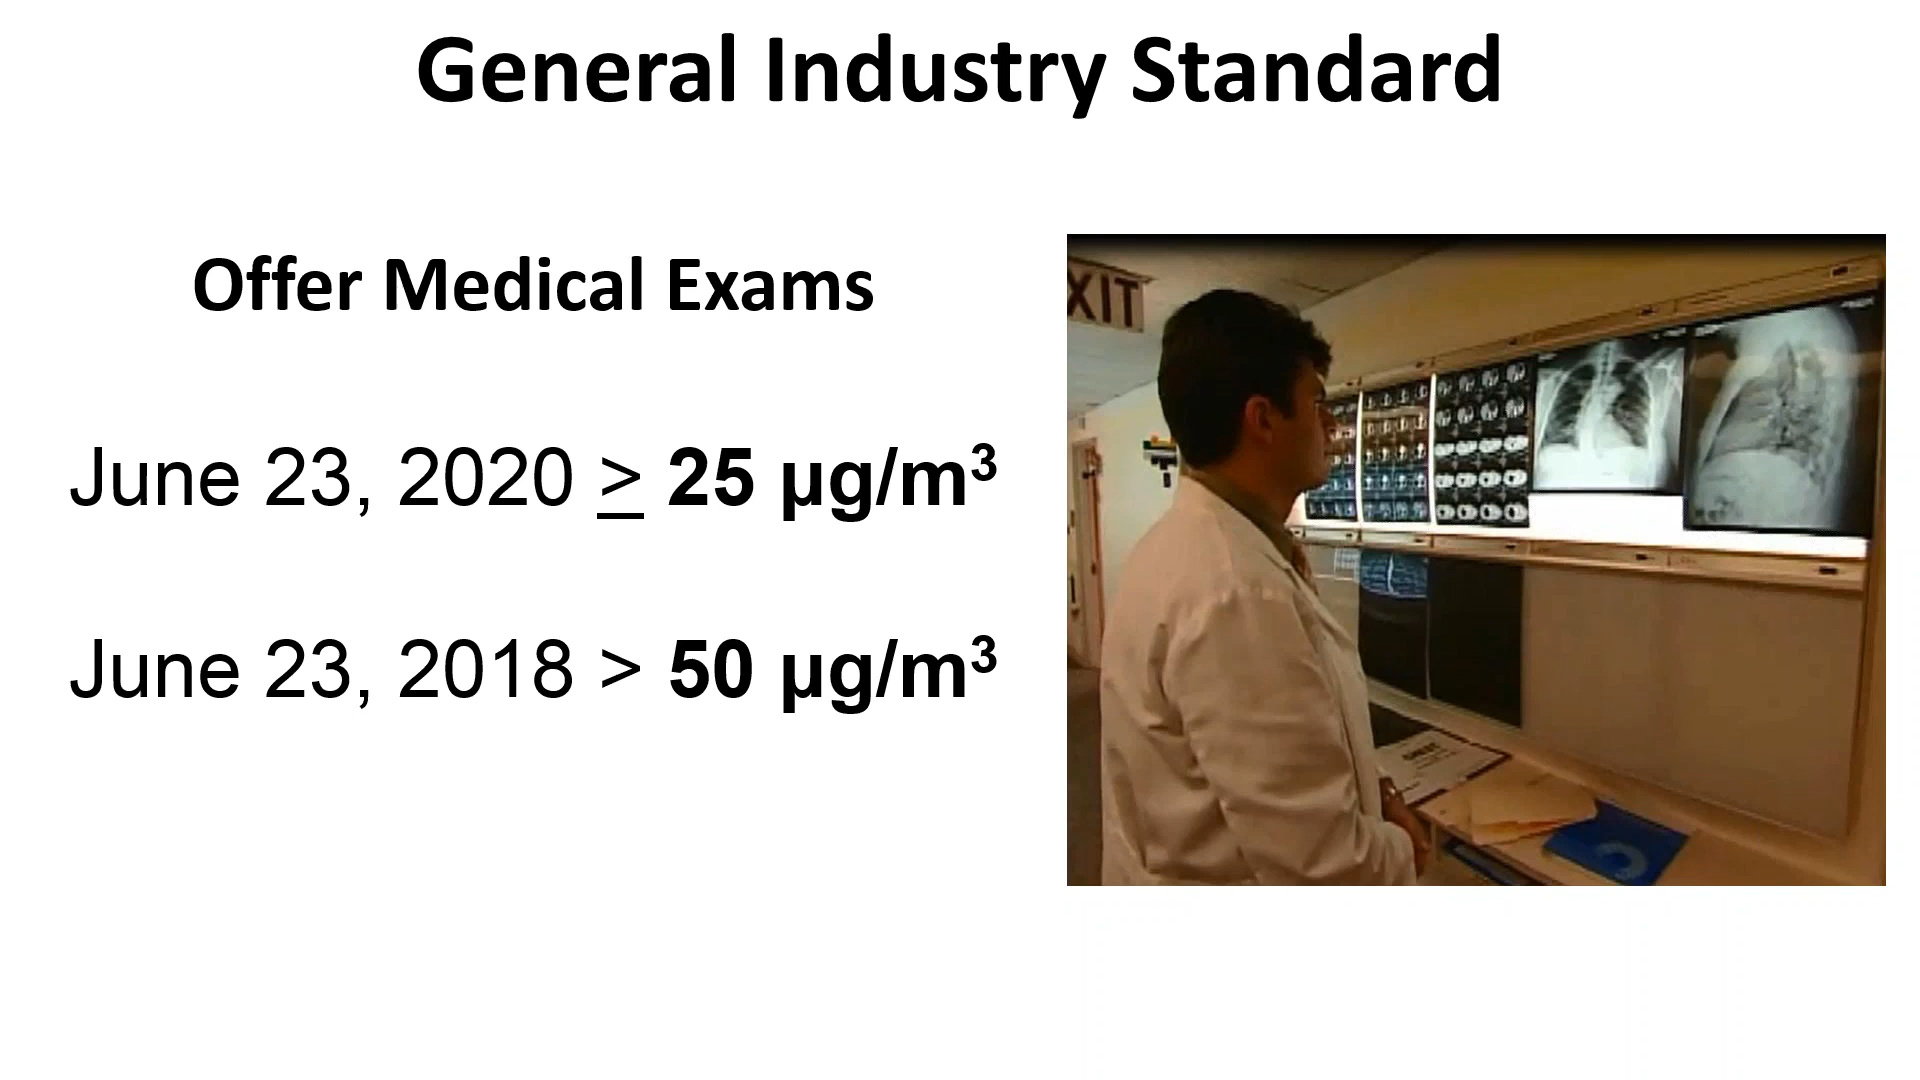 General Industry Standard
Offer Medical Exams
June 23, 2020 ≥ 25 µg/m³
June 23, 2018 > 50 µg/m³
XIT